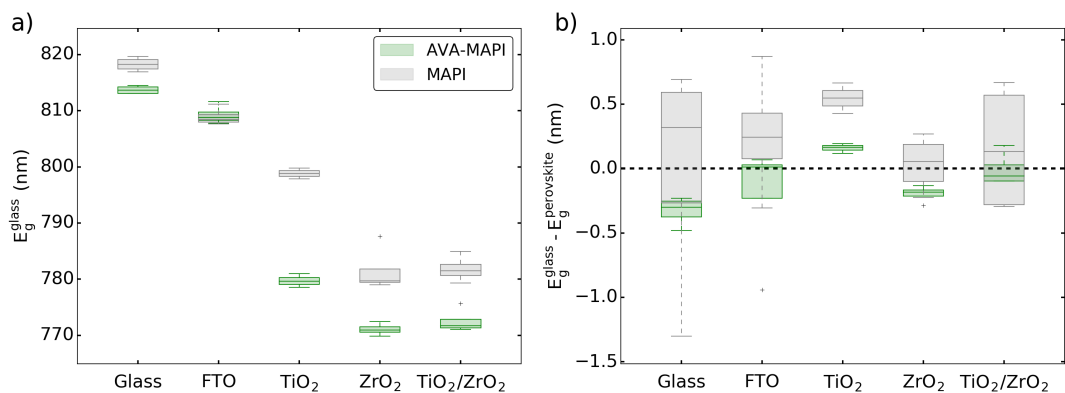 a)
E_g^glass (nm)
820
810
800
790
780
770
AVA-MAPI
MAPI
Glass FTO TiO₂ ZrO₂ TiO₂/ZrO₂
b)
E_g^glass - E_g^perovskite (nm)
1.0
0.5
0.0
−0.5
−1.0
−1.5
Glass FTO TiO₂ ZrO₂ TiO₂/ZrO₂